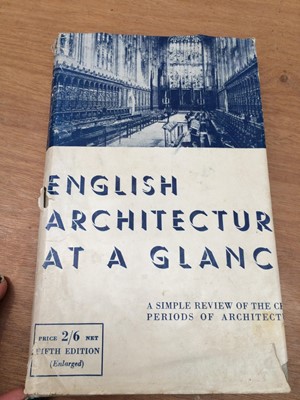 ENGLISH
ARCHITECTUR
AT A GLANC
A SIMPLE REVIEW OF THE C
PERIODS OF ARCHITECT
PRICE 2/6 NET
FIFTH EDITION
(Enlarged)